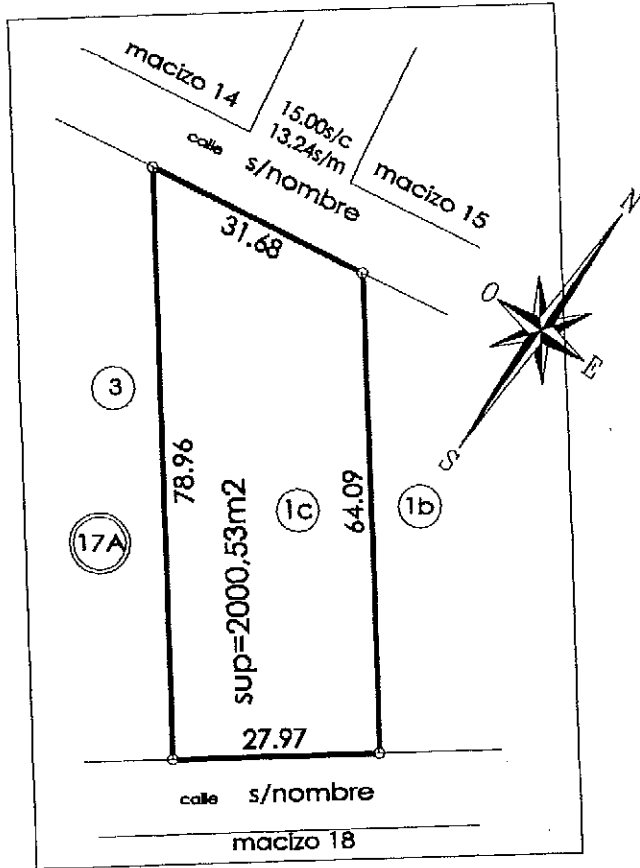 macizo 14
15.00s/c
13.24s/m
calle s/nombre
macizo 15
31.68
N
O
E
S
3
78.96
1c
64.09
1b
17A
sup=2000,53m2
27.97
calle s/nombre
macizo 18